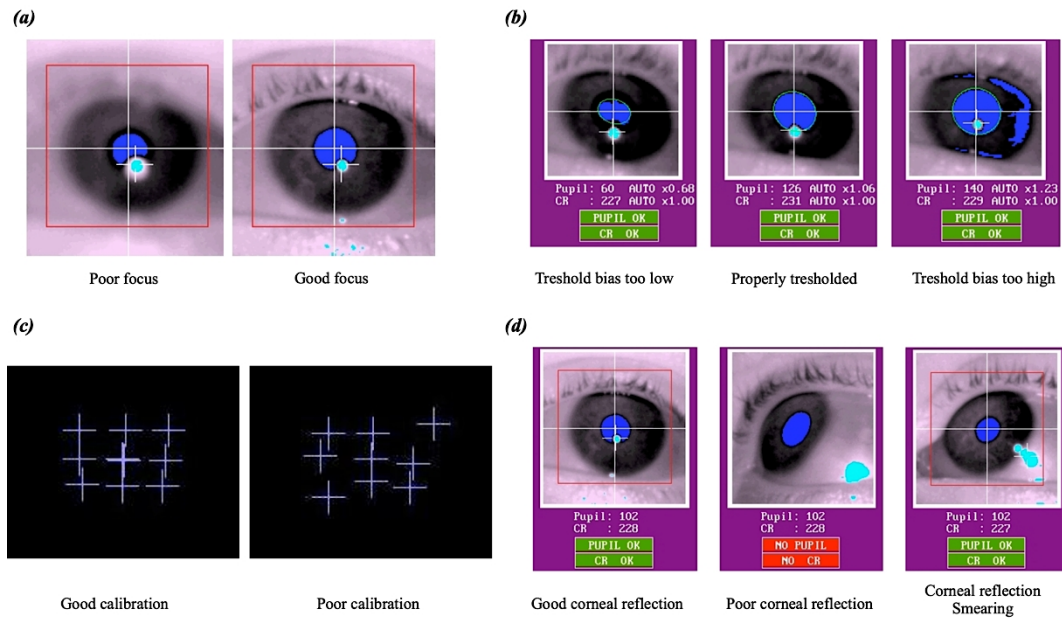 (a)
Poor focus
Good focus
(b)
Pupil: 60 AUTO x0.68
CR : 227 AUTO x1.00
PUPIL OK
CR OK
Treshold bias too low
Pupil: 126 AUTO x1.06
CR : 231 AUTO x1.00
PUPIL OK
CR OK
Properly tresholded
Pupil: 140 AUTO x1.23
CR : 229 AUTO x1.00
PUPIL OK
CR OK
Treshold bias too high
(c)
Good calibration
Poor calibration
(d)
Pupil: 102
CR : 228
PUPIL OK
CR OK
Good corneal reflection
Pupil: 102
CR : 228
NO PUPIL
NO CR
Poor corneal reflection
Pupil: 102
CR : 227
PUPIL OK
CR OK
Corneal reflection
Smearing